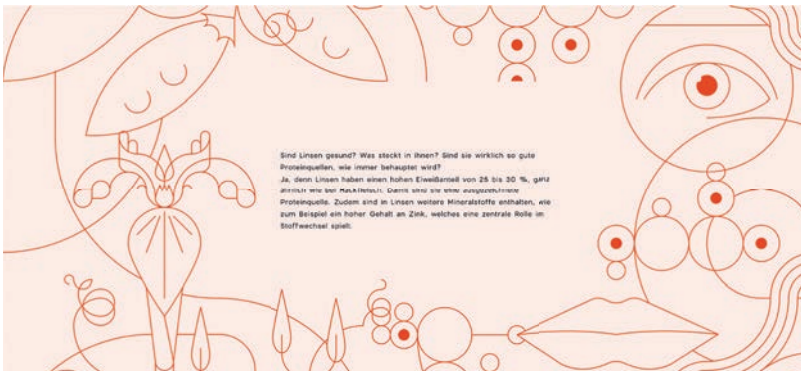 Sind Linsen gesund? Was steckt in ihnen? Sind sie wirklich so gute
Proteinquellen, wie immer behauptet wird?
Ja, denn Linsen haben einen hohen Eiweißanteil von 25 bis 30 %, ganz
ähnlich wie bei Hackfleisch. Damit sind sie eine ausgezeichnete
Proteinquelle. Zudem sind in Linsen weitere Mineralstoffe enthalten, wie
zum Beispiel ein hoher Gehalt an Zink, welches eine zentrale Rolle im
Stoffwechsel spielt.